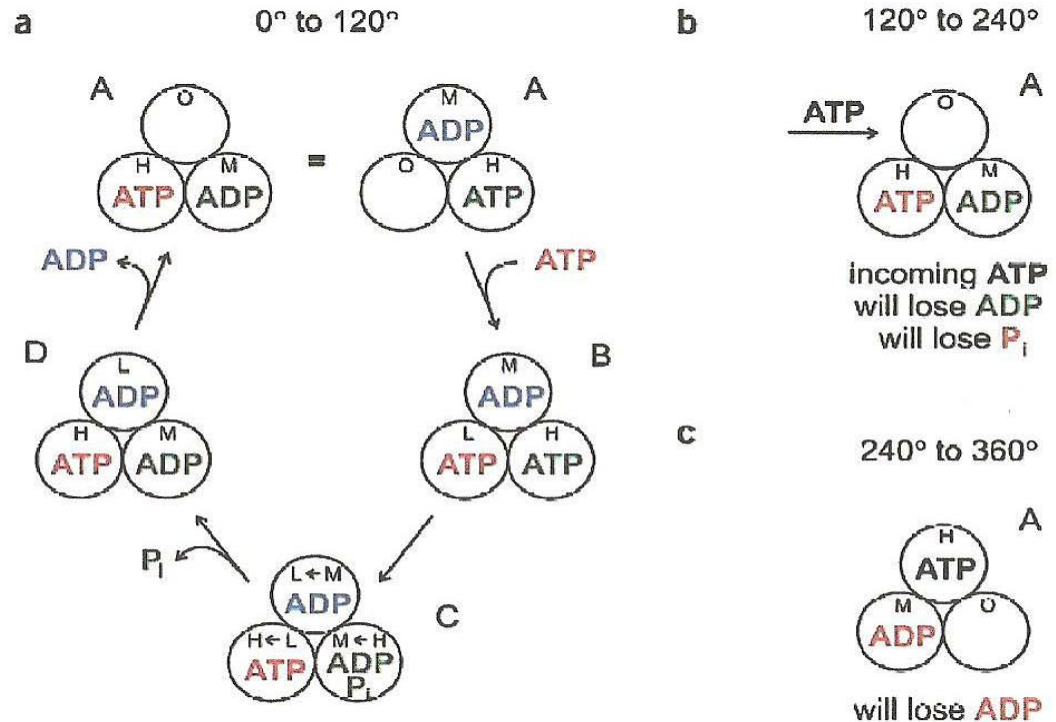 a
0° to 120°
A
O
H
ATP
M
ADP
=
M
ADP
A
O
H
ATP
ADP
ATP
D
L
ADP
H
ATP
M
ADP
M
ADP
B
L
ATP
H
ATP
Pi
L←M
ADP
C
H←L
ATP
M←H
ADP
Pi
b
120° to 240°
A
ATP
O
H
ATP
M
ADP
incoming ATP
will lose ADP
will lose Pi
c
240° to 360°
A
H
ATP
M
ADP
O
will lose ADP